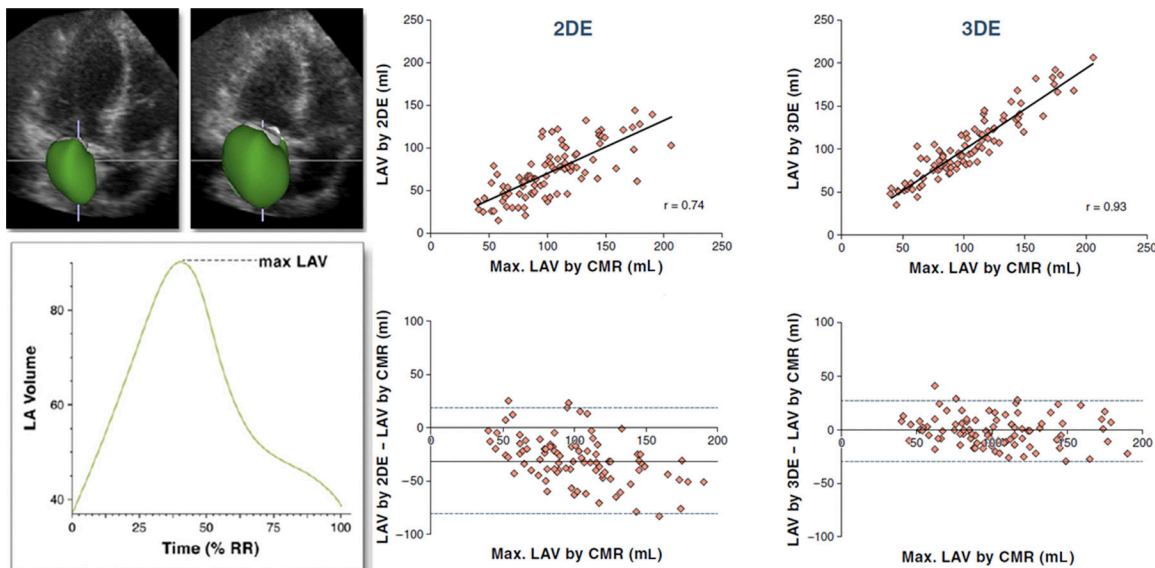 2DE
LAV by 2DE (ml)
250
200
150
100
50
0
0 50 100 150 200 250
r = 0.74
Max. LAV by CMR (mL)
3DE
LAV by 3DE (ml)
250
200
150
100
50
0
0 50 100 150 200 250
r = 0.93
Max. LAV by CMR (mL)
max LAV
LA Volume
80
60
40
0 25 50 75 100
Time (% RR)
LAV by 2DE – LAV by CMR (ml)
100
50
0
−50
−100
0 50 100 150 200
Max. LAV by CMR (mL)
LAV by 3DE – LAV by CMR (ml)
100
50
0
−50
−100
0 50 100 150 200
Max. LAV by CMR (mL)